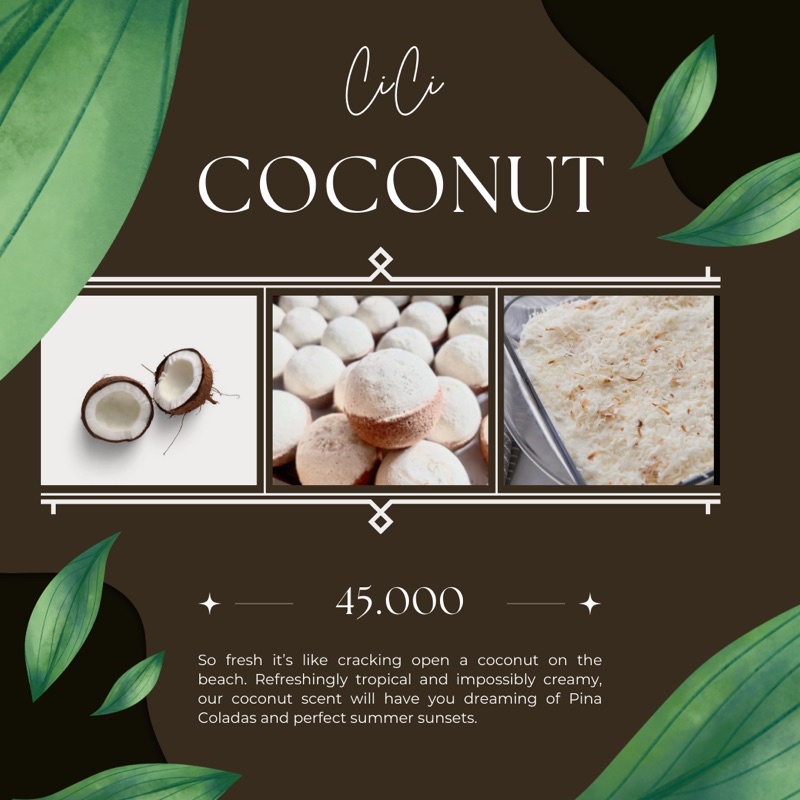 CiCi
COCONUT
45.000
So fresh it's like cracking open a coconut on the
beach. Refreshingly tropical and impossibly creamy,
our coconut scent will have you dreaming of Pina
Coladas and perfect summer sunsets.